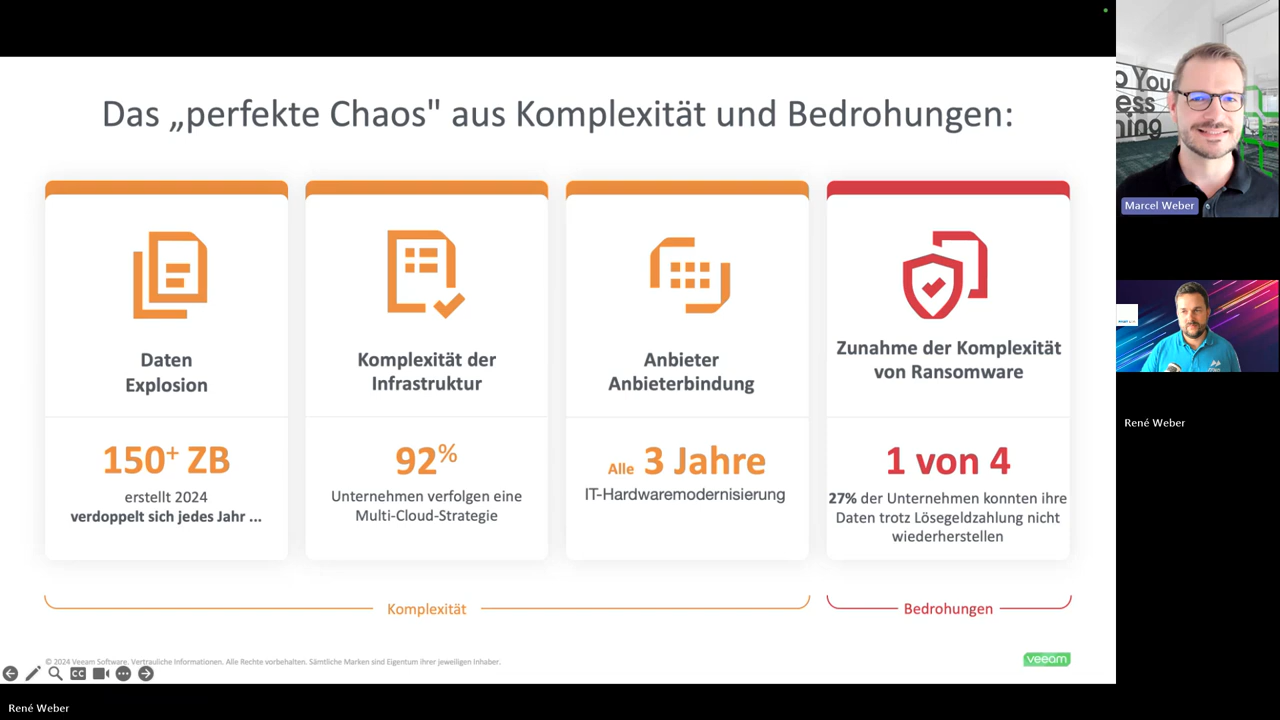 Das „perfekte Chaos" aus Komplexität und Bedrohungen:
Daten
Explosion
150+ ZB
erstellt 2024
verdoppelt sich jedes Jahr ...
Komplexität der
Infrastruktur
92%
Unternehmen verfolgen eine
Multi-Cloud-Strategie
Anbieter
Anbieterbindung
Alle 3 Jahre
IT-Hardwaremodernisierung
Zunahme der Komplexität
von Ransomware
1 von 4
27% der Unternehmen konnten ihre
Daten trotz Lösegeldzahlung nicht
wiederherstellen
Komplexität
Bedrohungen
© 2024 Veeam Software. Vertrauliche Informationen. Alle Rechte vorbehalten. Sämtliche Marken sind Eigentum ihrer jeweiligen Inhaber.
veeam
CC
René Weber
Marcel Weber
René Weber